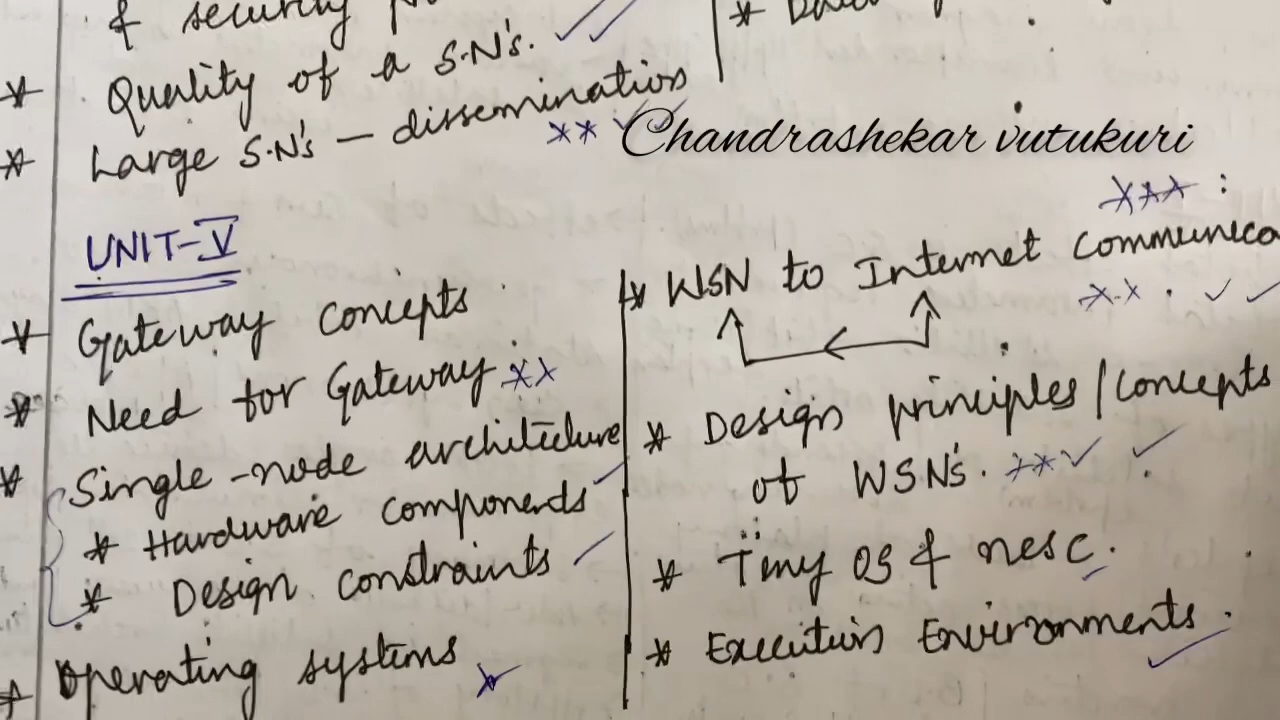 & security
* Quality of a S.N's.
* Large S.N's – dissemination **
Chandrashekar vutukuri
UNIT-V
* Gateway concepts
* Need for Gateway **
* Single-node architecture
* Hardware components
* Design constraints
* Operating systems *
*** :
* WSN to Internet communica
**
* Design principles/concepts
of WSN's. **
* Tiny OS & nesc.
* Execution Environments.